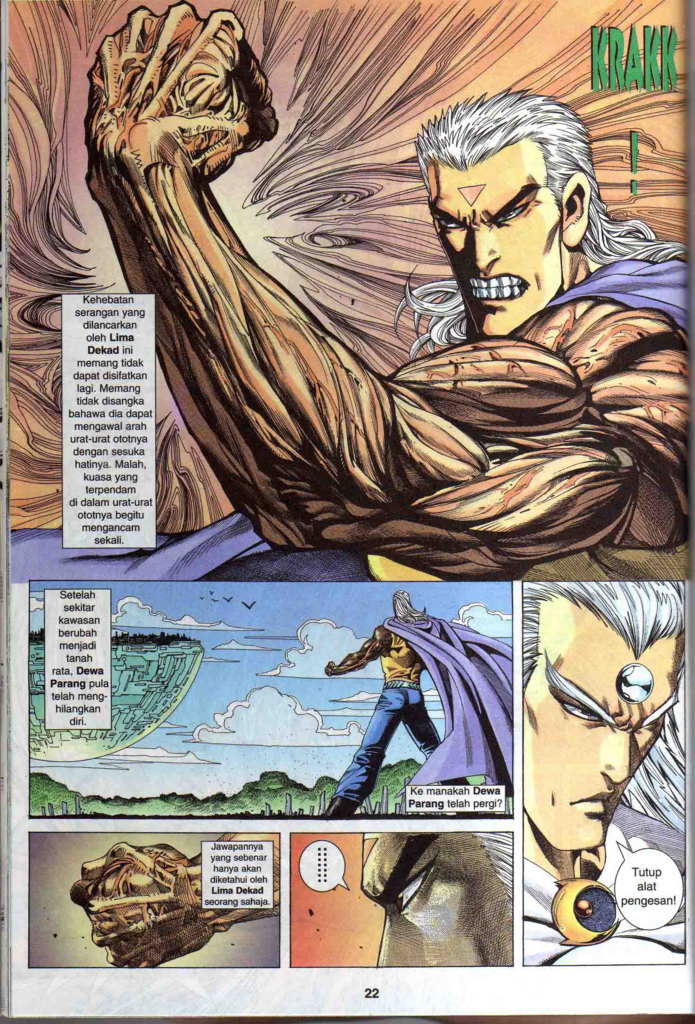 KRAKK
!
Kehebatan
serangan yang
dilancarkan
oleh Lima
Dekad ini
memang tidak
dapat disifatkan
lagi. Memang
tidak disangka
bahawa dia dapat
mengawal arah
urat-urat ototnya
dengan sesuka
hatinya. Malah,
kuasa yang
terpendam
di dalam urat-urat
ototnya begitu
mengancam
sekali.
Setelah
sekitar
kawasan
berubah
menjadi
tanah
rata, Dewa
Parang pula
telah meng-
hilangkan
diri.
Ke manakah Dewa
Parang telah pergi?
Jawapannya
yang sebenar
hanya akan
diketahui oleh
Lima Dekad
seorang sahaja.
Tutup
alat
pengesan!
22